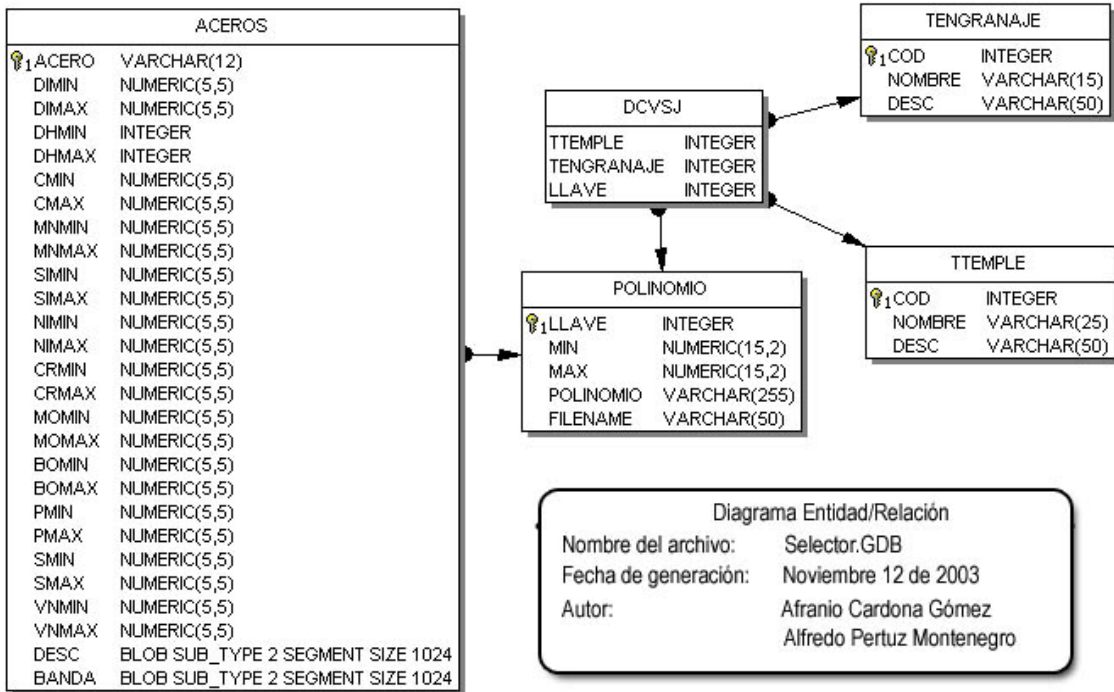 ACEROS
1 ACERO VARCHAR(12)
DIMIN NUMERIC(5,5)
DIMAX NUMERIC(5,5)
DHMIN INTEGER
DHMAX INTEGER
CMIN NUMERIC(5,5)
CMAX NUMERIC(5,5)
MNMIN NUMERIC(5,5)
MNMAX NUMERIC(5,5)
SIMIN NUMERIC(5,5)
SIMAX NUMERIC(5,5)
NIMIN NUMERIC(5,5)
NIMAX NUMERIC(5,5)
CRMIN NUMERIC(5,5)
CRMAX NUMERIC(5,5)
MOMIN NUMERIC(5,5)
MOMAX NUMERIC(5,5)
BOMIN NUMERIC(5,5)
BOMAX NUMERIC(5,5)
PMIN NUMERIC(5,5)
PMAX NUMERIC(5,5)
SMIN NUMERIC(5,5)
SMAX NUMERIC(5,5)
VNMIN NUMERIC(5,5)
VNMAX NUMERIC(5,5)
DESC BLOB SUB_TYPE 2 SEGMENT SIZE 1024
BANDA BLOB SUB_TYPE 2 SEGMENT SIZE 1024
DCVSJ
TTEMPLE INTEGER
TENGRANAJE INTEGER
LLAVE INTEGER
TENGRANAJE
1 COD INTEGER
NOMBRE VARCHAR(15)
DESC VARCHAR(50)
TTEMPLE
1 COD INTEGER
NOMBRE VARCHAR(25)
DESC VARCHAR(50)
POLINOMIO
1 LLAVE INTEGER
MIN NUMERIC(15,2)
MAX NUMERIC(15,2)
POLINOMIO VARCHAR(255)
FILENAME VARCHAR(50)
Diagrama Entidad/Relación
Nombre del archivo: Selector.GDB
Fecha de generación: Noviembre 12 de 2003
Autor: Afranio Cardona Gómez
Alfredo Pertuz Montenegro